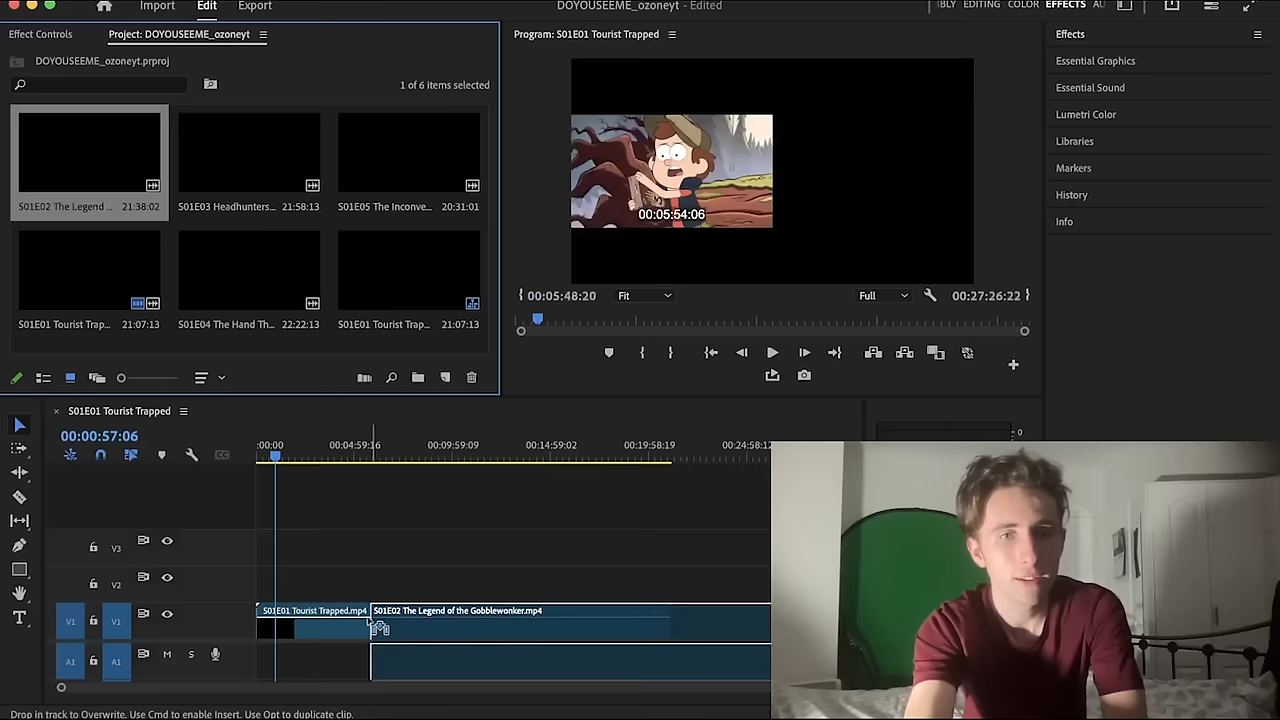 Import Edit Export
DOYOUSEEME_ozoneyt - Edited
BLY EDITING COLOR EFFECTS AU
Effect Controls Project: DOYOUSEEME_ozoneyt
DOYOUSEEME_ozoneyt.prproj
1 of 6 items selected
S01E02 The Legend ... 21:38:02
S01E03 Headhunters... 21:58:13
S01E05 The Inconve... 20:31:01
S01E01 Tourist Trap... 21:07:13
S01E04 The Hand Th... 22:22:13
S01E01 Tourist Trap... 21:07:13
Program: S01E01 Tourist Trapped
00:05:54:06
00:05:48:20 Fit Full 00:27:26:22
Effects
Essential Graphics
Essential Sound
Lumetri Color
Libraries
Markers
History
Info
S01E01 Tourist Trapped
00:00:57:06
:00:00 00:04:59:16 00:09:59:09 00:14:59:02 00:19:58:19 00:24:58:12
0
V3
V2
V1 V1
S01E01 Tourist Trapped.mp4 S01E02 The Legend of the Gobblewonker.mp4
A1 A1 M S
Drop in track to Overwrite. Use Cmd to enable Insert. Use Opt to duplicate clip.